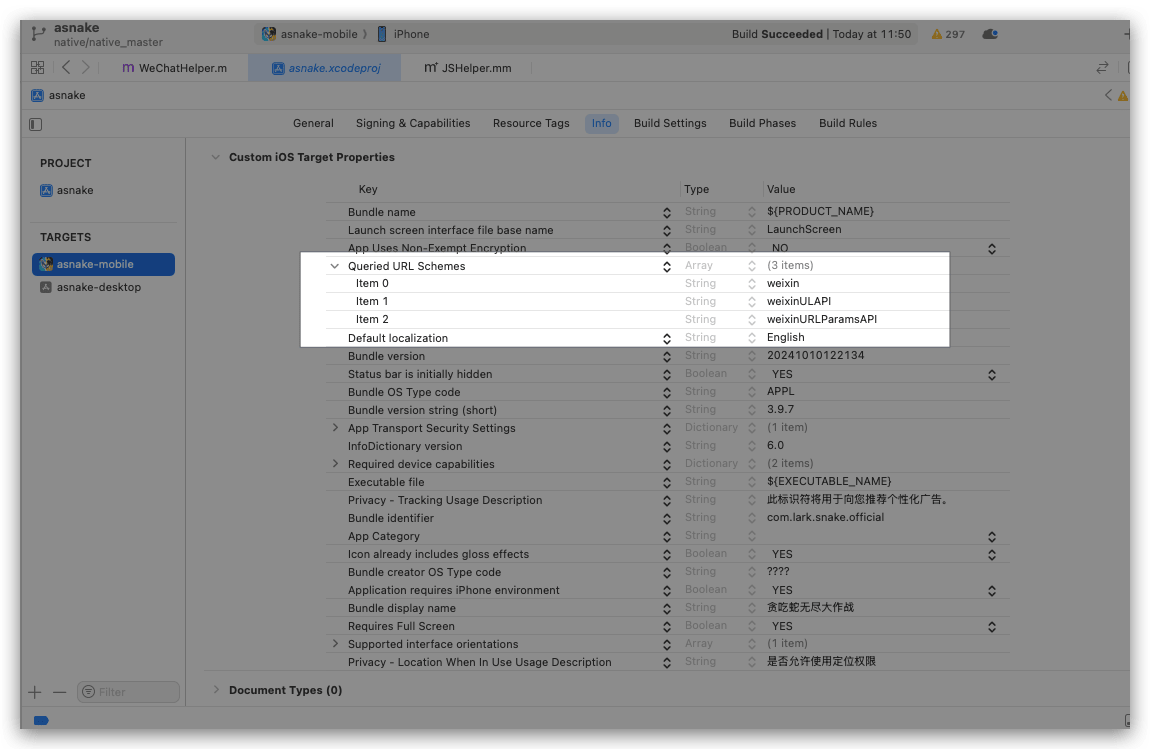 asnake
native/native_master
asnake-mobile 〉 iPhone
Build Succeeded | Today at 11:50
297
WeChatHelper.m
asnake.xcodeproj
JSHelper.mm
asnake
General Signing & Capabilities Resource Tags Info Build Settings Build Phases Build Rules
PROJECT
asnake
TARGETS
asnake-mobile
asnake-desktop
Custom iOS Target Properties
Key Type Value
Bundle name String ${PRODUCT_NAME}
Launch screen interface file base name String LaunchScreen
App Uses Non-Exempt Encryption Boolean NO
Queried URL Schemes Array (3 items)
Item 0 String weixin
Item 1 String weixinULAPI
Item 2 String weixinURLParamsAPI
Default localization String English
Bundle version String 20241010122134
Status bar is initially hidden Boolean YES
Bundle OS Type code String APPL
Bundle version string (short) String 3.9.7
App Transport Security Settings Dictionary (1 item)
InfoDictionary version String 6.0
Required device capabilities Dictionary (2 items)
Executable file String ${EXECUTABLE_NAME}
Privacy - Tracking Usage Description String 此标识符将用于向您推荐个性化广告。
Bundle identifier String com.lark.snake.official
App Category String
Icon already includes gloss effects Boolean YES
Bundle creator OS Type code String ????
Application requires iPhone environment Boolean YES
Bundle display name String 贪吃蛇无尽大作战
Requires Full Screen Boolean YES
Supported interface orientations Array (1 item)
Privacy - Location When In Use Usage Description String 是否允许使用定位权限
Document Types (0)
Filter